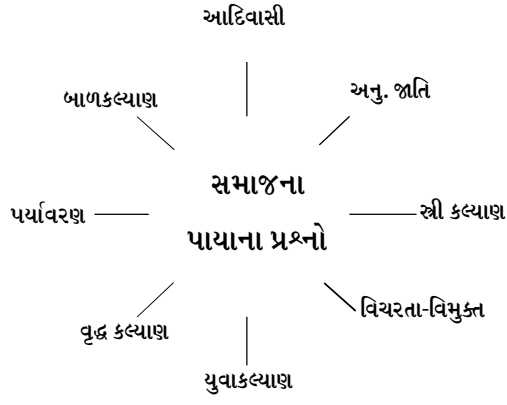 આદિવાસી
બાળકલ્યાણ
અનુ. જાતિ
સમાજના
પર્યાવરણ
સ્ત્રી કલ્યાણ
પાયાના પ્રશ્નો
વિચરતા-વિમુક્ત
વૃદ્ધ કલ્યાણ
યુવાકલ્યાણ